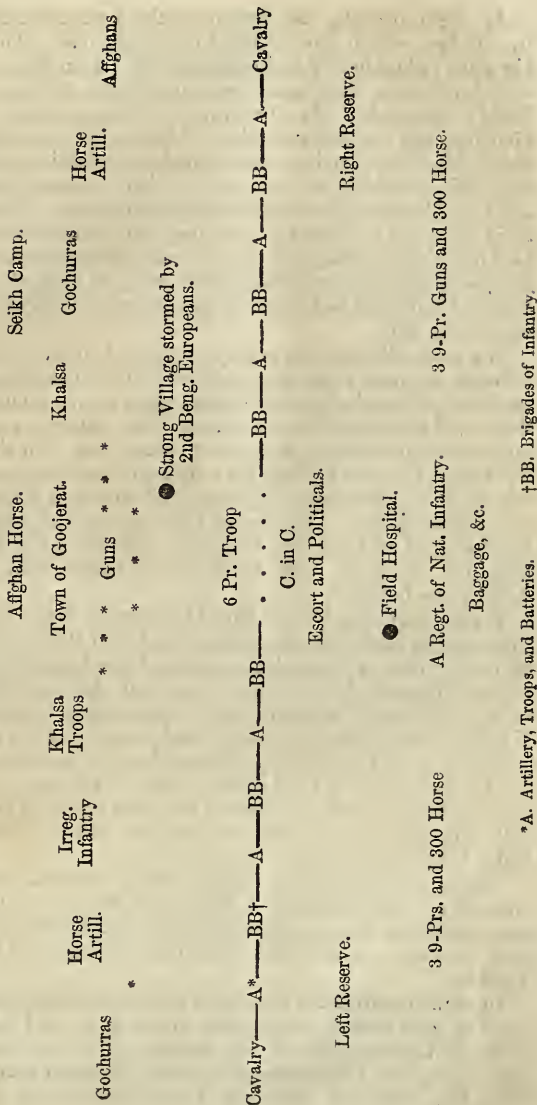 Affghan Horse. Seikh Camp.
Gochurras
Horse
Artill.
Irreg.
Infantry
Khalsa
Troops
Town of Goojerat.
Khalsa
Gochurras
Horse
Artill.
Affghans
* * * Guns * * *
* * * *
*
Strong Village stormed by
2nd Beng. Europeans.
6 Pr. Troop
Cavalry—A*—BB†—A—BB—A—BB—. . . . .—BB—A—BB—A—BB—A—Cavalry
C. in C.
Escort and Politicals.
Left Reserve.
Right Reserve.
Field Hospital.
3 9-Prs. and 300 Horse
A Regt. of Nat. Infantry.
3 9-Pr. Guns and 300 Horse.
Baggage, &c.
*A. Artillery, Troops, and Batteries. †BB. Brigades of Infantry.